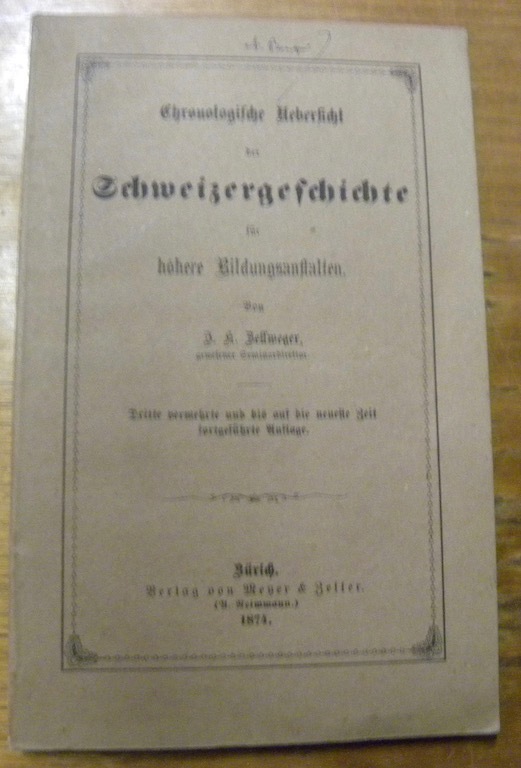 Chronologische Uebersicht
der
Schweizergeschichte
für
höhere Bildungsanstalten.
Von
J. K. Zellweger,
gewesener Seminardirektor
Dritte vermehrte und bis auf die neueste Zeit
fortgeführte Auflage.
Zürich.
Verlag von Meyer & Zeller.
(A. Reimmann.)
1874.